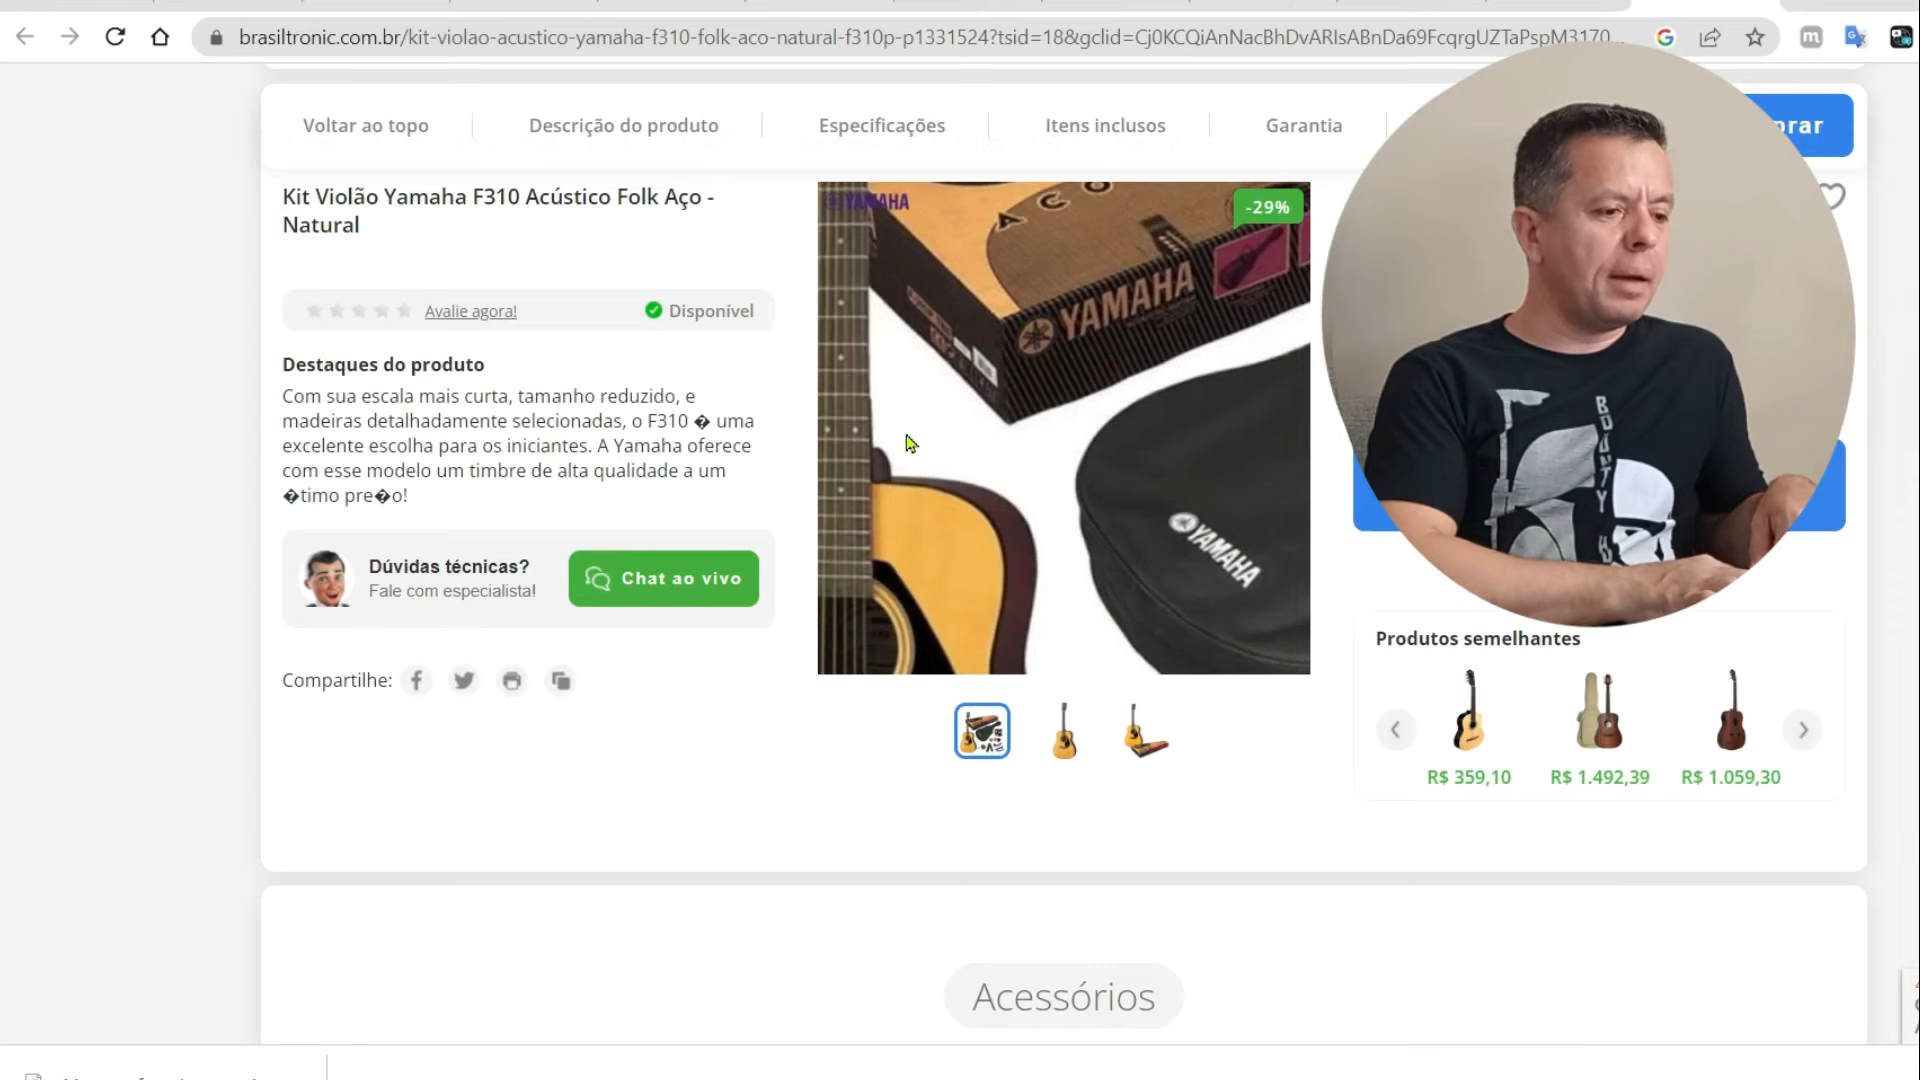 brasiltronic.com.br/kit-violao-acustico-yamaha-f310-folk-aco-natural-f310p-p1331524?tsid=18&gclid=Cj0KCQiAnNacBhDvARIsABnDa69FcqrgUZTaPspM3170...
Voltar ao topo
Descrição do produto
Especificações
Itens inclusos
Garantia
Kit Violão Yamaha F310 Acústico Folk Aço -
Natural
Avalie agora!
Disponível
Destaques do produto
Com sua escala mais curta, tamanho reduzido, e
madeiras detalhadamente selecionadas, o F310 � uma
excelente escolha para os iniciantes. A Yamaha oferece
com esse modelo um timbre de alta qualidade a um
�timo pre�o!
Dúvidas técnicas?
Fale com especialista!
Chat ao vivo
Compartilhe:
YAMAHA
-29%
YAMAHA
YAMAHA
BOUNTY
Produtos semelhantes
R$ 359,10
R$ 1.492,39
R$ 1.059,30
Acessórios